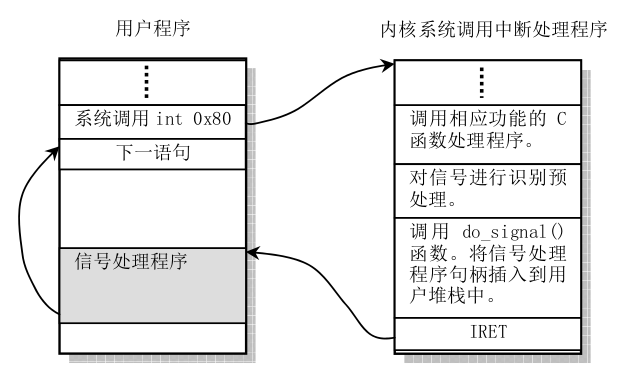 用户程序
系统调用 int 0x80
下一语句
信号处理程序
内核系统调用中断处理程序
调用相应功能的 C
函数处理程序。
对信号进行识别预
处理。
调用 do_signal()
函数。将信号处理
程序句柄插入到用
户堆栈中。
IRET